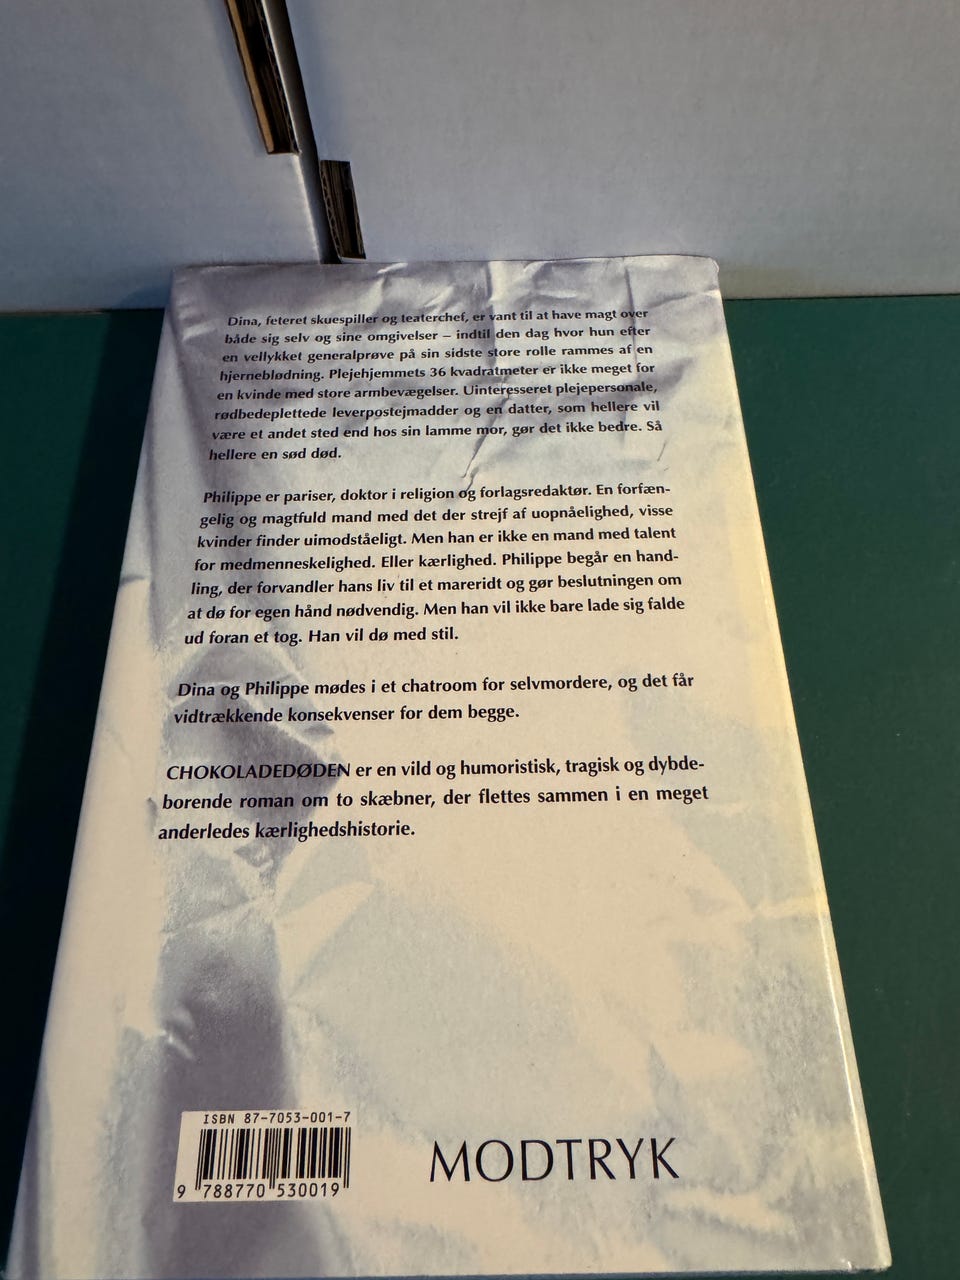 Dina, feteret skuespiller og teaterchef, er vant til at have magt over
både sig selv og sine omgivelser – indtil den dag hvor hun efter
en vellykket generalprøve på sin sidste store rolle rammes af en
hjerneblødning. Plejehjemmets 36 kvadratmeter er ikke meget for
en kvinde med store armbevægelser. Uinteresseret plejepersonale,
rødbedeplettede leverpostejmadder og en datter, som hellere vil
være et andet sted end hos sin lamme mor, gør det ikke bedre. Så
hellere en sød død.
Philippe er pariser, doktor i religion og forlagsredaktør. En forfæn-
gelig og magtfuld mand med det der strejf af uopnåelighed, visse
kvinder finder uimodståeligt. Men han er ikke en mand med talent
for medmenneskelighed. Eller kærlighed. Philippe begår en hand-
ling, der forvandler hans liv til et mareridt og gør beslutningen om
at dø for egen hånd nødvendig. Men han vil ikke bare lade sig falde
ud foran et tog. Han vil dø med stil.
Dina og Philippe mødes i et chatroom for selvmordere, og det får
vidtrækkende konsekvenser for dem begge.
CHOKOLADEDØDEN er en vild og humoristisk, tragisk og dybde-
borende roman om to skæbner, der flettes sammen i en meget
anderledes kærlighedshistorie.
ISBN 87-7053-001-7
9 788770 530019
MODTRYK